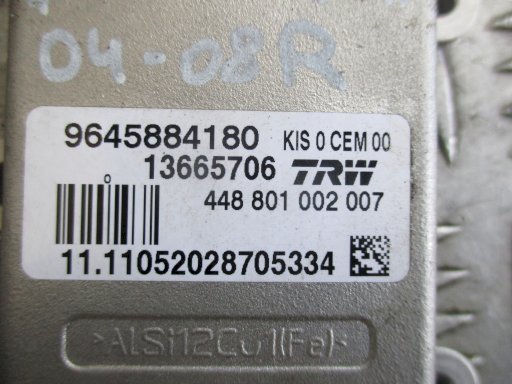 04-08R
9645884180 KIS 0 CEM 00
13665706 TRW
448 801 002 007
11.11052028705334
>ALSi12Cu1(Fe)<